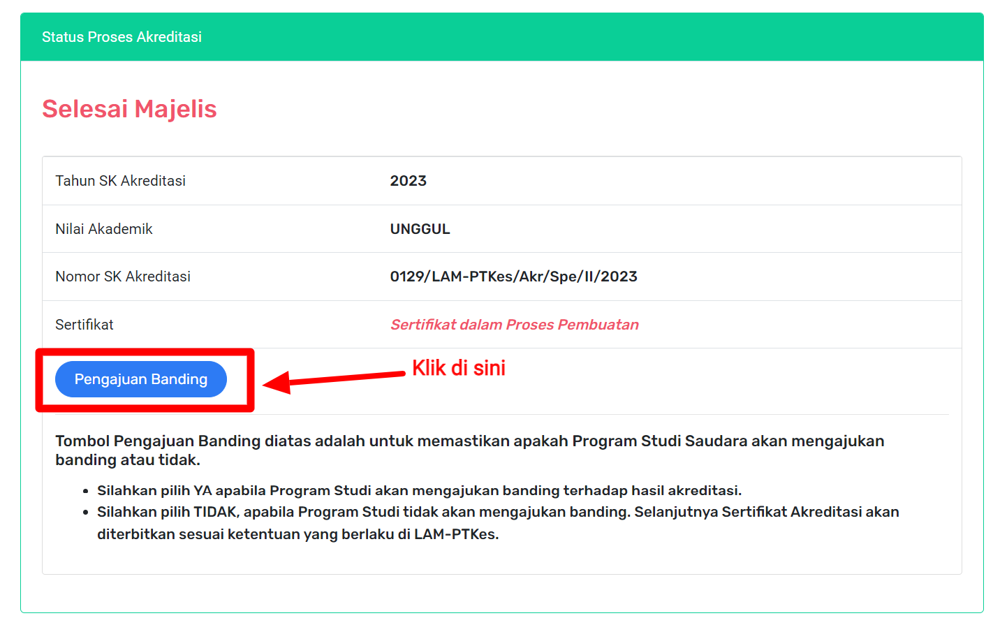 Status Proses Akreditasi
Selesai Majelis
Tahun SK Akreditasi 2023
Nilai Akademik UNGGUL
Nomor SK Akreditasi 0129/LAM-PTKes/Akr/Spe/II/2023
Sertifikat Sertifikat dalam Proses Pembuatan
Klik di sini
Pengajuan Banding
Tombol Pengajuan Banding diatas adalah untuk memastikan apakah Program Studi Saudara akan mengajukan
banding atau tidak.
• Silahkan pilih YA apabila Program Studi akan mengajukan banding terhadap hasil akreditasi.
• Silahkan pilih TIDAK, apabila Program Studi tidak akan mengajukan banding. Selanjutnya Sertifikat Akreditasi akan
diterbitkan sesuai ketentuan yang berlaku di LAM-PTKes.